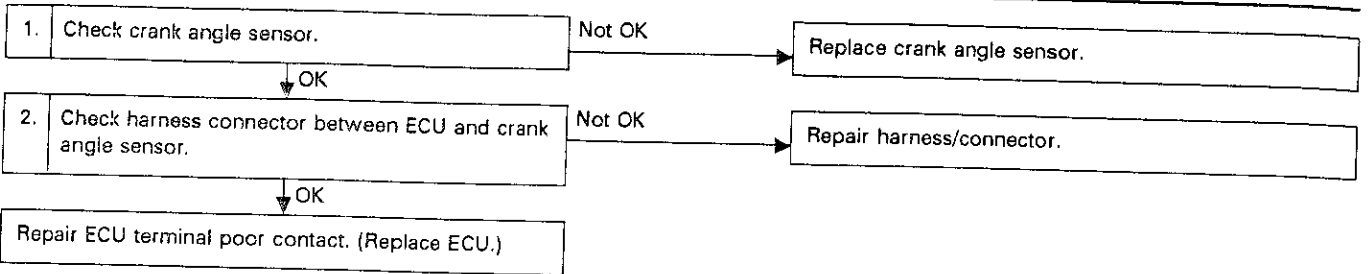 1. Check crank angle sensor.
Not OK
Replace crank angle sensor.
OK
2. Check harness connector between ECU and crank
angle sensor.
Not OK
Repair harness/connector.
OK
Repair ECU terminal poor contact. (Replace ECU.)